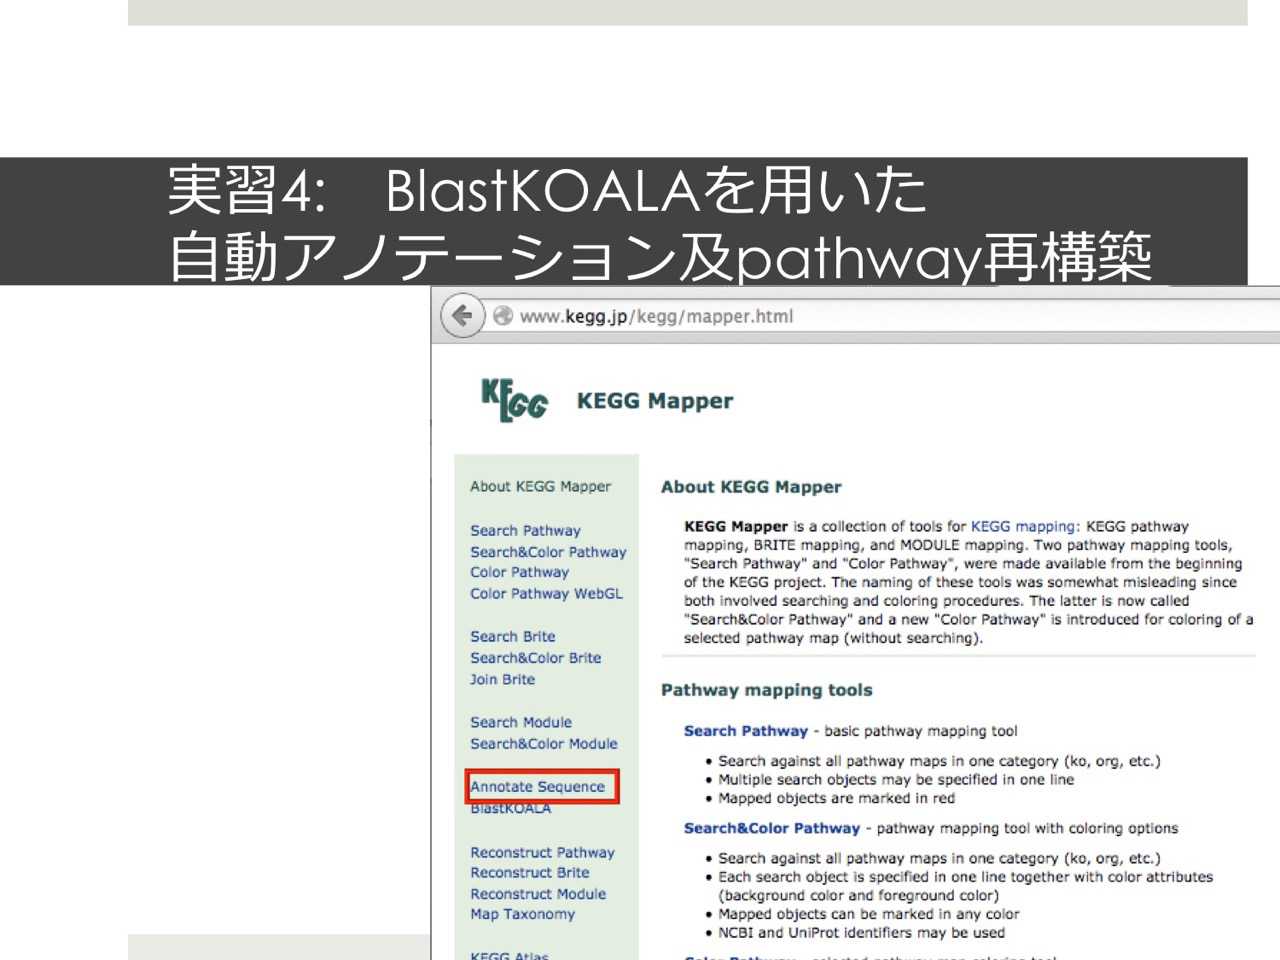 実習4:　BlastKOALAを用いた
自動アノテーション及pathway再構築
www.kegg.jp/kegg/mapper.html
KEGG
KEGG Mapper
About KEGG Mapper
Search Pathway
Search&Color Pathway
Color Pathway
Color Pathway WebGL
Search Brite
Search&Color Brite
Join Brite
Search Module
Search&Color Module
Annotate Sequence
BlastKOALA
Reconstruct Pathway
Reconstruct Brite
Reconstruct Module
Map Taxonomy
KEGG Atlas
About KEGG Mapper
KEGG Mapper is a collection of tools for KEGG mapping: KEGG pathway
mapping, BRITE mapping, and MODULE mapping. Two pathway mapping tools,
"Search Pathway" and "Color Pathway", were made available from the beginning
of the KEGG project. The naming of these tools was somewhat misleading since
both involved searching and coloring procedures. The latter is now called
"Search&Color Pathway" and a new "Color Pathway" is introduced for coloring of a
selected pathway map (without searching).
Pathway mapping tools
Search Pathway - basic pathway mapping tool
• Search against all pathway maps in one category (ko, org, etc.)
• Multiple search objects may be specified in one line
• Mapped objects are marked in red
Search&Color Pathway - pathway mapping tool with coloring options
• Search against all pathway maps in one category (ko, org, etc.)
• Each search object is specified in one line together with color attributes
(background color and foreground color)
• Mapped objects can be marked in any color
• NCBI and UniProt identifiers may be used
Color Pathway - selected pathway map coloring tool